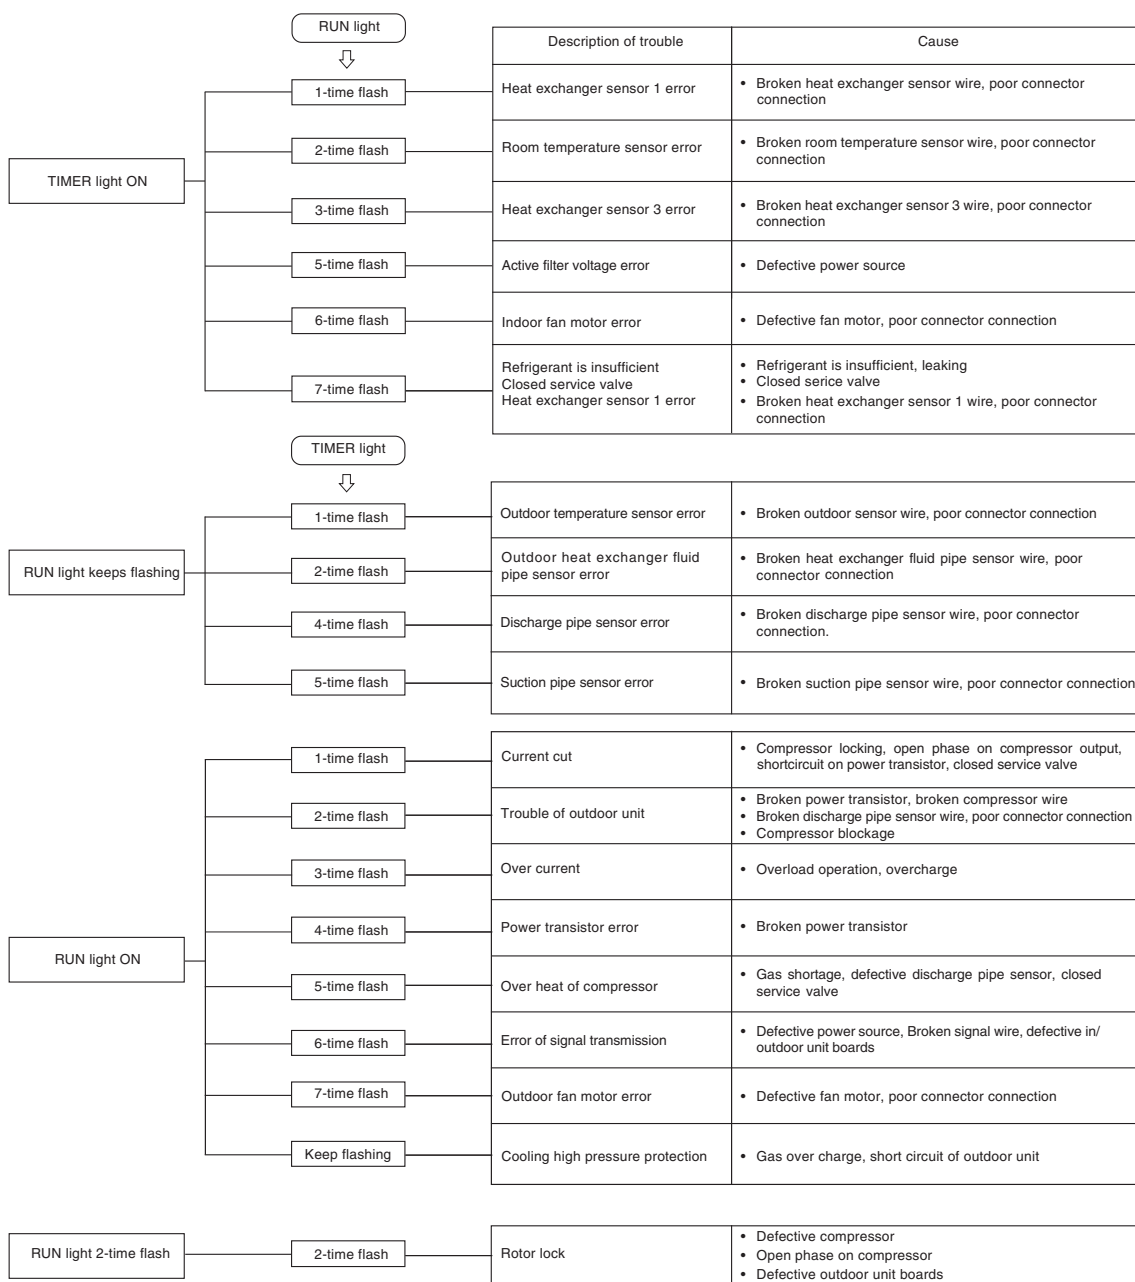 RUN light
Description of trouble
Cause
TIMER light ON
1-time flash
Heat exchanger sensor 1 error
• Broken heat exchanger sensor wire, poor connector
connection
2-time flash
Room temperature sensor error
• Broken room temperature sensor wire, poor connector
connection
3-time flash
Heat exchanger sensor 3 error
• Broken heat exchanger sensor 3 wire, poor connector
connection
5-time flash
Active filter voltage error
• Defective power source
6-time flash
Indoor fan motor error
• Defective fan motor, poor connector connection
7-time flash
Refrigerant is insufficient
Closed service valve
Heat exchanger sensor 1 error
• Refrigerant is insufficient, leaking
• Closed serice valve
• Broken heat exchanger sensor 1 wire, poor connector
connection
TIMER light
RUN light keeps flashing
1-time flash
Outdoor temperature sensor error
• Broken outdoor sensor wire, poor connector connection
2-time flash
Outdoor heat exchanger fluid
pipe sensor error
• Broken heat exchanger fluid pipe sensor wire, poor
connector connection
4-time flash
Discharge pipe sensor error
• Broken discharge pipe sensor wire, poor connector
connection.
5-time flash
Suction pipe sensor error
• Broken suction pipe sensor wire, poor connector connection
RUN light ON
1-time flash
Current cut
• Compressor locking, open phase on compressor output,
shortcircuit on power transistor, closed service valve
2-time flash
Trouble of outdoor unit
• Broken power transistor, broken compressor wire
• Broken discharge pipe sensor wire, poor connector connection
• Compressor blockage
3-time flash
Over current
• Overload operation, overcharge
4-time flash
Power transistor error
• Broken power transistor
5-time flash
Over heat of compressor
• Gas shortage, defective discharge pipe sensor, closed
service valve
6-time flash
Error of signal transmission
• Defective power source, Broken signal wire, defective in/
outdoor unit boards
7-time flash
Outdoor fan motor error
• Defective fan motor, poor connector connection
Keep flashing
Cooling high pressure protection
• Gas over charge, short circuit of outdoor unit
RUN light 2-time flash
2-time flash
Rotor lock
• Defective compressor
• Open phase on compressor
• Defective outdoor unit boards